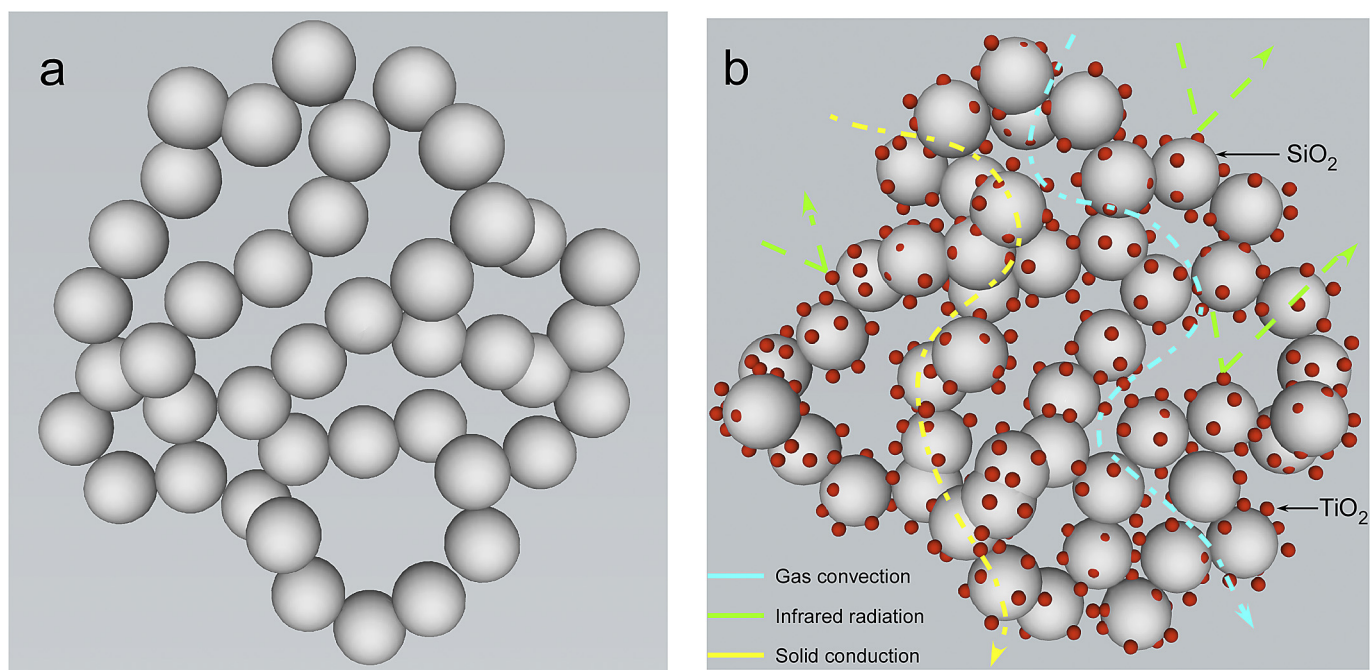 a
b
SiO₂
TiO₂
Gas convection
Infrared radiation
Solid conduction